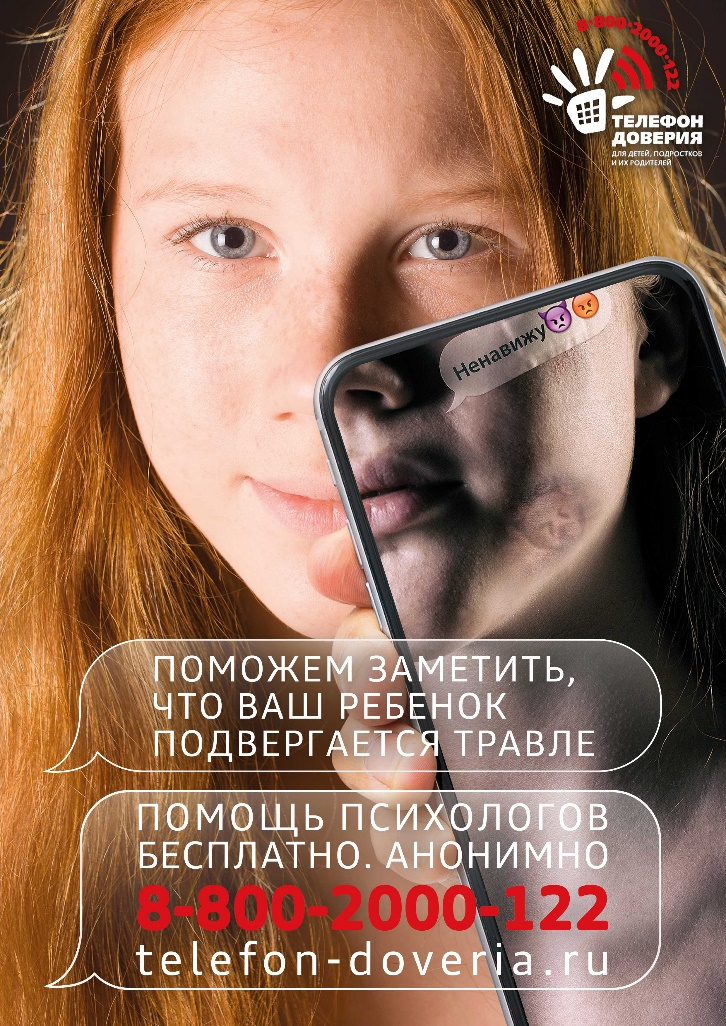 8-800-2000-122
ТЕЛЕФОН
ДОВЕРИЯ
ДЛЯ ДЕТЕЙ, ПОДРОСТКОВ
И ИХ РОДИТЕЛЕЙ
Ненавижу😈😡
ПОМОЖЕМ ЗАМЕТИТЬ,
ЧТО ВАШ РЕБЕНОК
ПОДВЕРГАЕТСЯ ТРАВЛЕ
ПОМОЩЬ ПСИХОЛОГОВ
БЕСПЛАТНО. АНОНИМНО
8-800-2000-122
telefon-doveria.ru